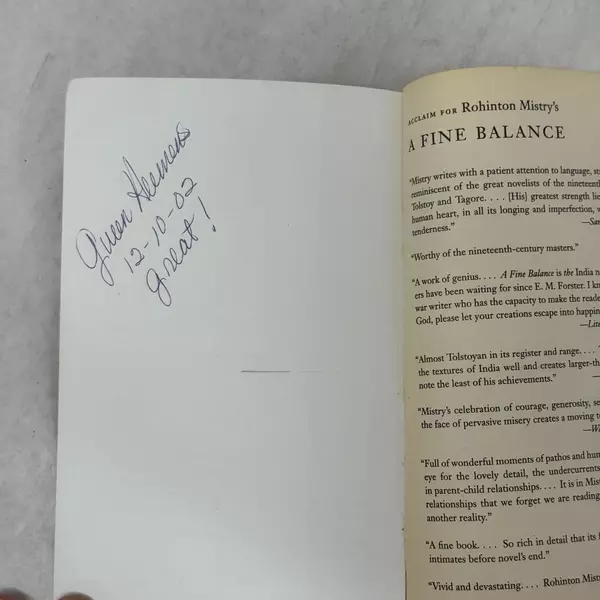 Gwen Hemens
12-10-02
great!
ACCLAIM FOR Rohinton Mistry's
A FINE BALANCE
"Mistry writes with a patient attention to language,
reminiscent of the great novelists of the nineteenth
Tolstoy and Tagore. . . . [His] greatest strength lie
human heart, in all its longing and imperfection, w
tenderness."
"Worthy of the nineteenth-century masters."
"A work of genius. . . . A Fine Balance is the India n
ers have been waiting for since E. M. Forster. I kn
war writer who has the capacity to make the reade
God, please let your creations escape into happin
—Lite
"Almost Tolstoyan in its register and range. . . .
the textures of India well and creates larger-th
note the least of his achievements."
"Mistry's celebration of courage, generosity, se
the face of pervasive misery creates a moving t
—W
"Full of wonderful moments of pathos and hum
eye for the lovely detail, the undercurrents
in parent-child relationships. . . . It is in Mist
relationships that we forget we are reading
another reality."
"A fine book. . . . So rich in detail that its f
intimates before novel's end."
"Vivid and devastating. . . . Rohinton Mistr